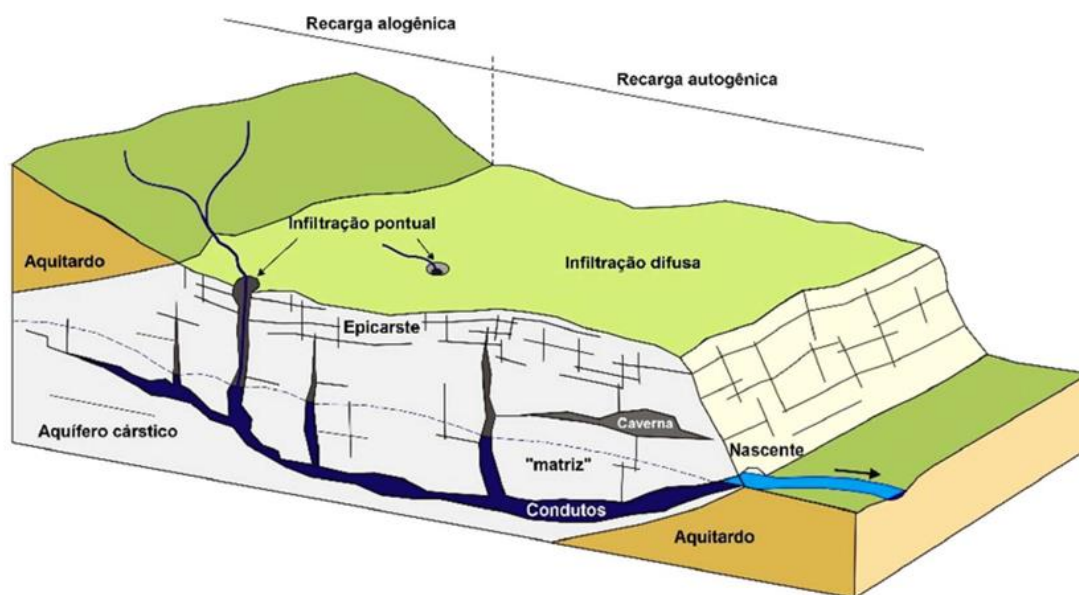 Recarga alogênica
Recarga autogênica
Infiltração pontual
Aquitardo
Infiltração difusa
Epicarste
Caverna
Aquífero cárstico
Nascente
"matriz"
Condutos
Aquitardo